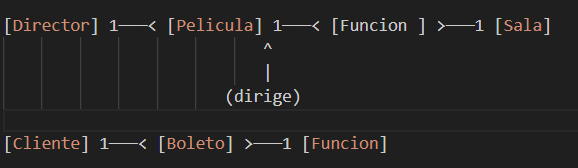 [Director] 1───< [Pelicula] 1───< [Funcion ] >───1 [Sala]
^
|
(dirige)
[Cliente] 1───< [Boleto] >───1 [Funcion]